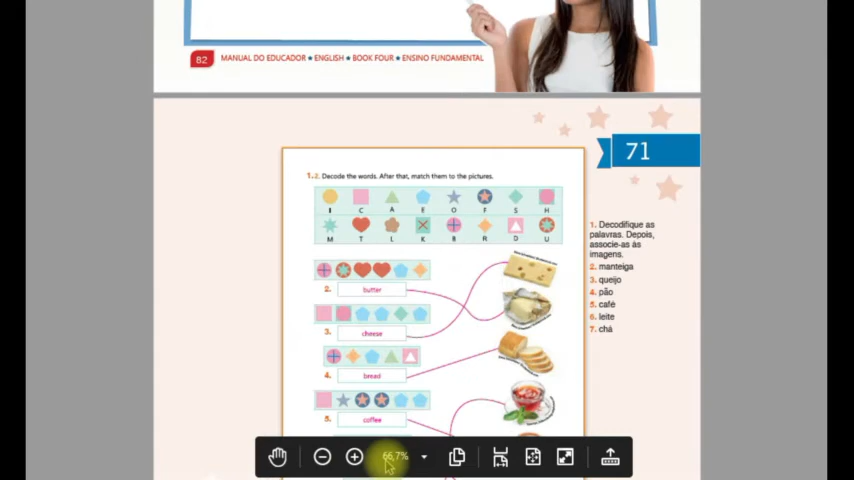 82 MANUAL DO EDUCADOR ★ ENGLISH ★ BOOK FOUR ★ ENSINO FUNDAMENTAL
71
1.2. Decode the words. After that, match them to the pictures.
I C A E O F S H
M T L K B R D U
2. butter
3. cheese
4. bread
5. coffee
1. Decodifique as
palavras. Depois,
associe-as às
imagens.
2. manteiga
3. queijo
4. pão
5. café
6. leite
7. chá
66,7%